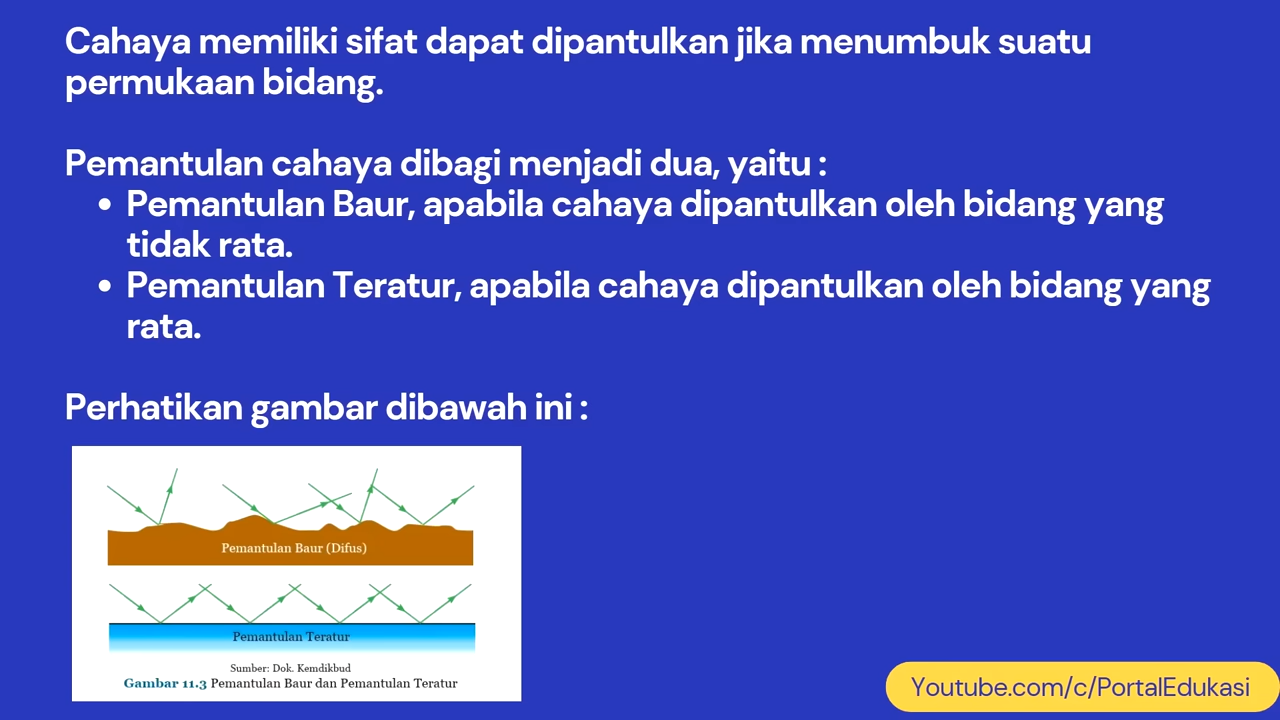 Cahaya memiliki sifat dapat dipantulkan jika menumbuk suatu
permukaan bidang.
Pemantulan cahaya dibagi menjadi dua, yaitu :
• Pemantulan Baur, apabila cahaya dipantulkan oleh bidang yang
tidak rata.
• Pemantulan Teratur, apabila cahaya dipantulkan oleh bidang yang
rata.
Perhatikan gambar dibawah ini :
Pemantulan Baur (Difus)
Pemantulan Teratur
Sumber: Dok. Kemdikbud
Gambar 11.3 Pemantulan Baur dan Pemantulan Teratur
Youtube.com/c/PortalEdukasi